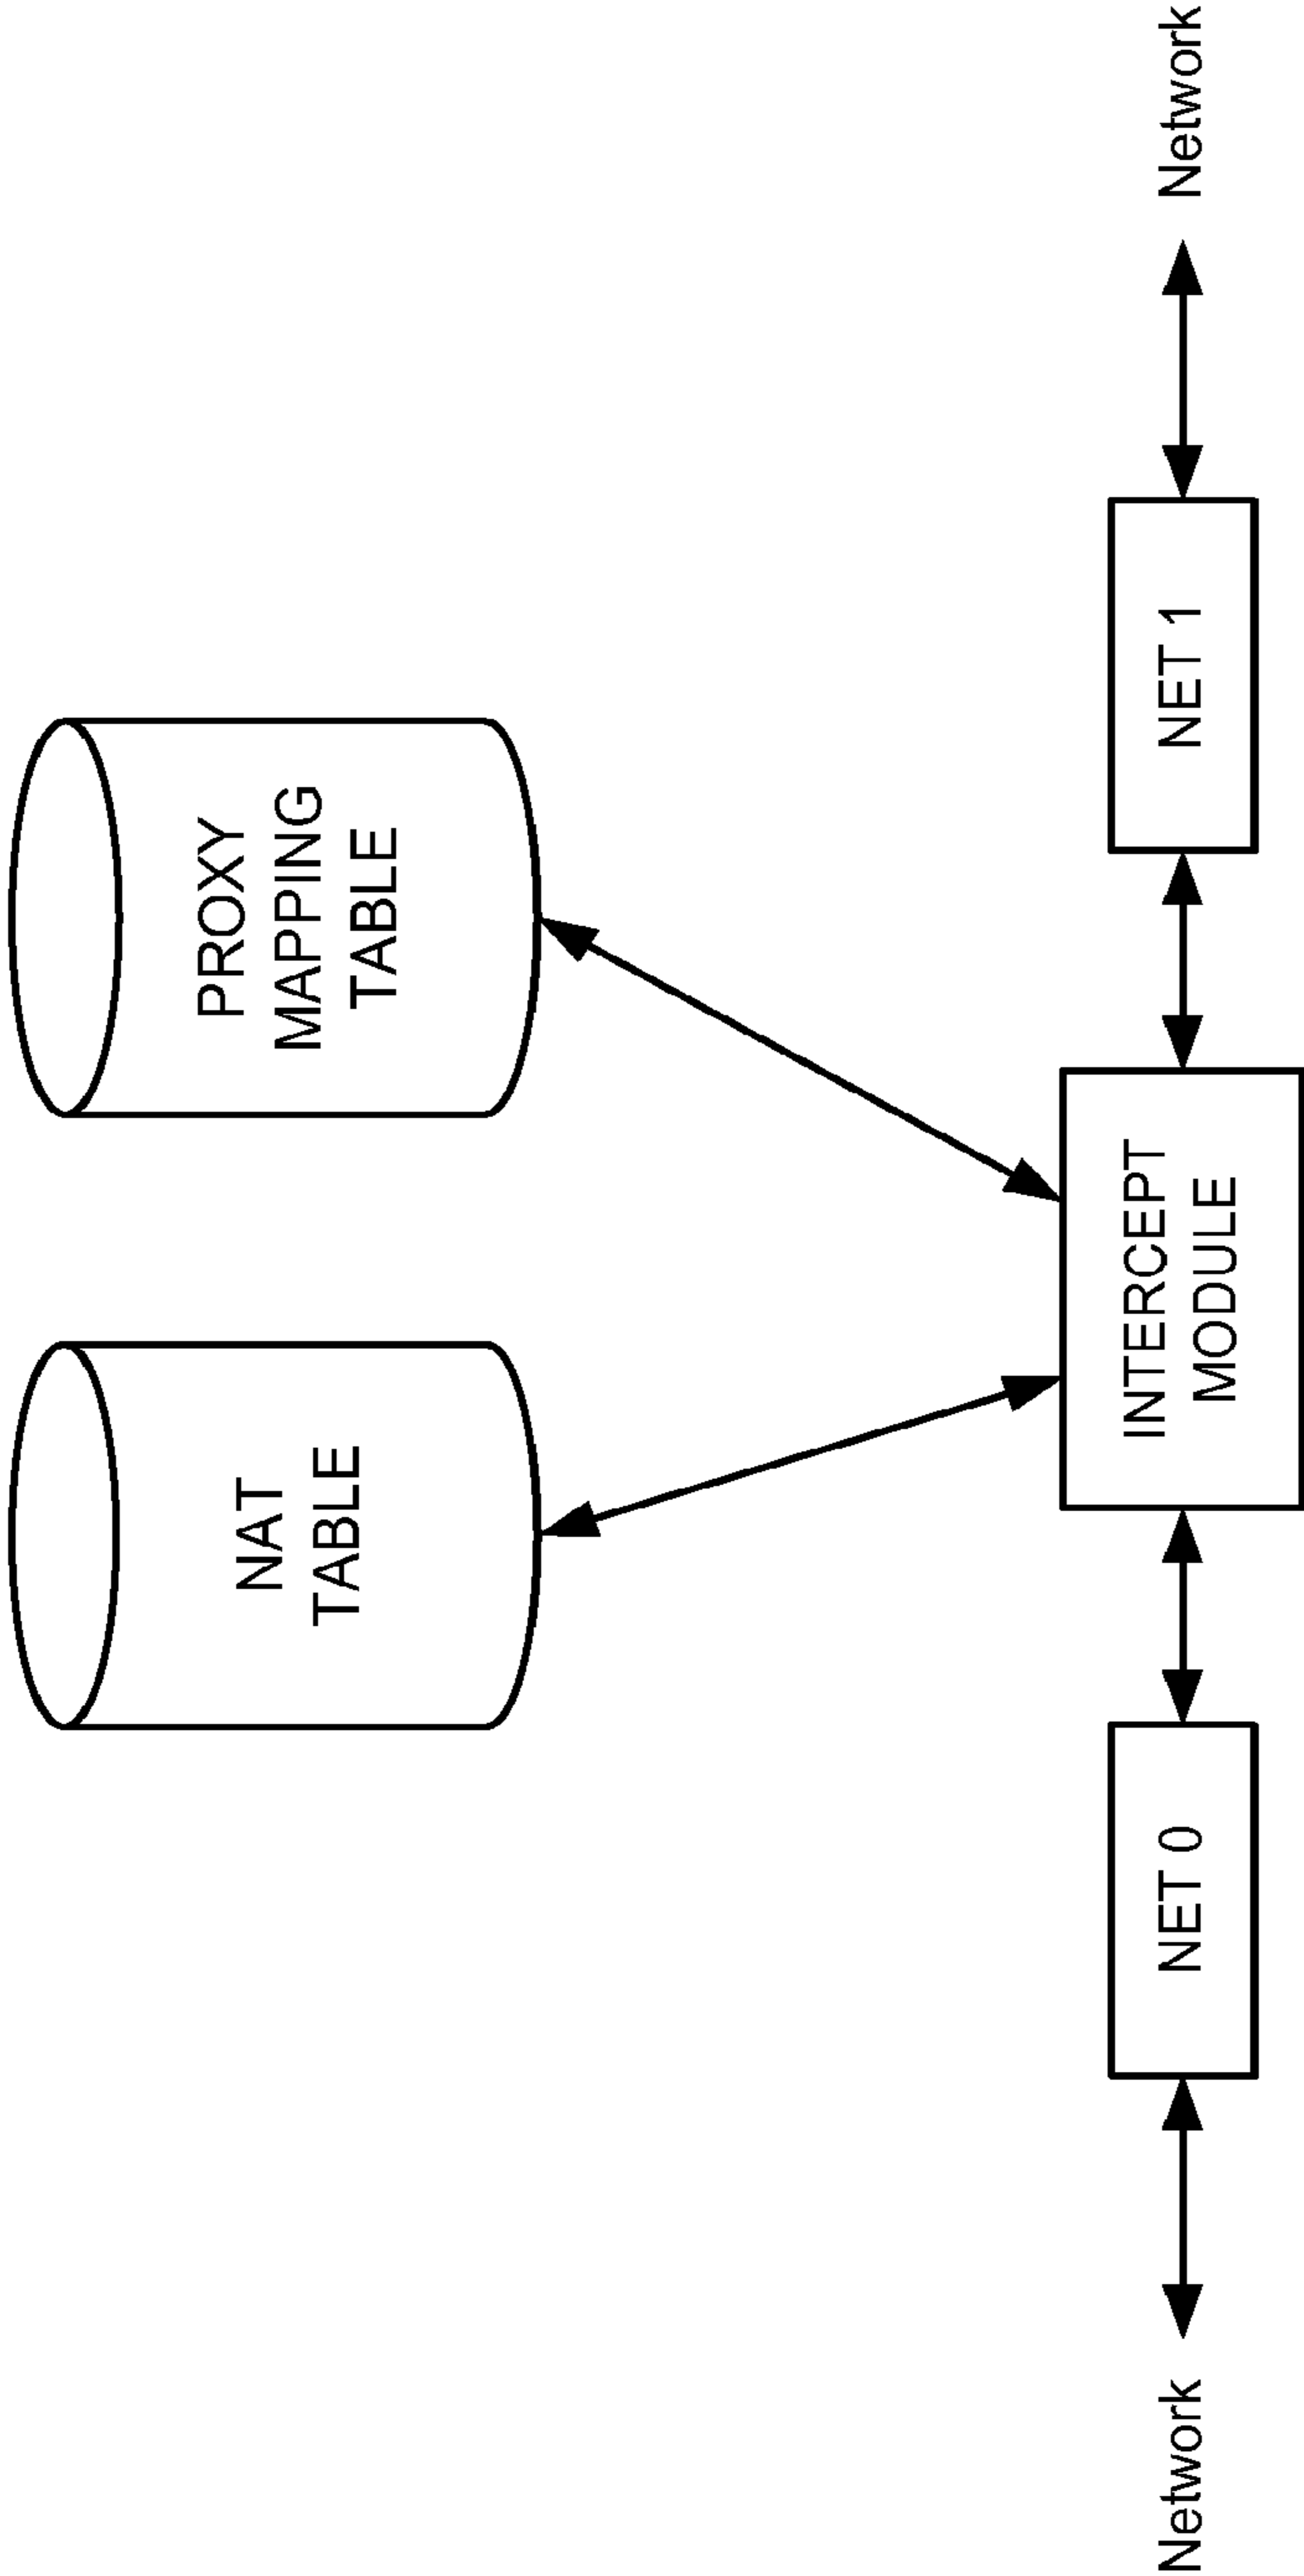 NAT
TABLE
PROXY
MAPPING
TABLE
Network
NET 0
INTERCEPT
MODULE
NET 1
Network